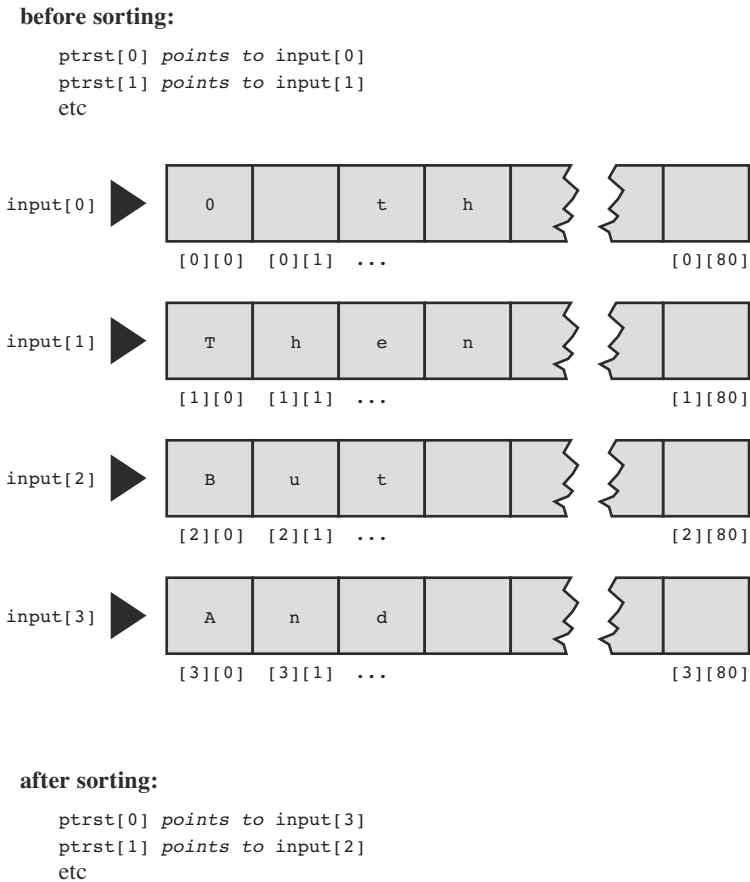 before sorting:
ptrst[0] points to input[0]
ptrst[1] points to input[1]
etc
input[0] 0 t h
[0][0] [0][1] ... [0][80]
input[1] T h e n
[1][0] [1][1] ... [1][80]
input[2] B u t
[2][0] [2][1] ... [2][80]
input[3] A n d
[3][0] [3][1] ... [3][80]
after sorting:
ptrst[0] points to input[3]
ptrst[1] points to input[2]
etc